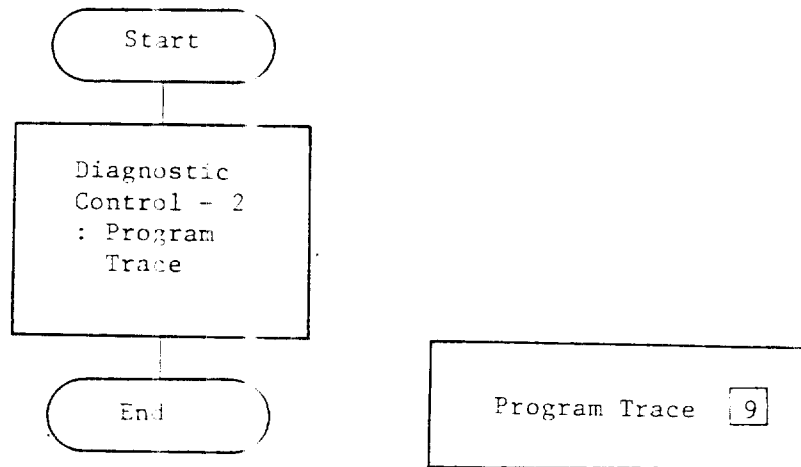 Start
Diagnostic
Control - 2
: Program
Trace
End
Program Trace 9